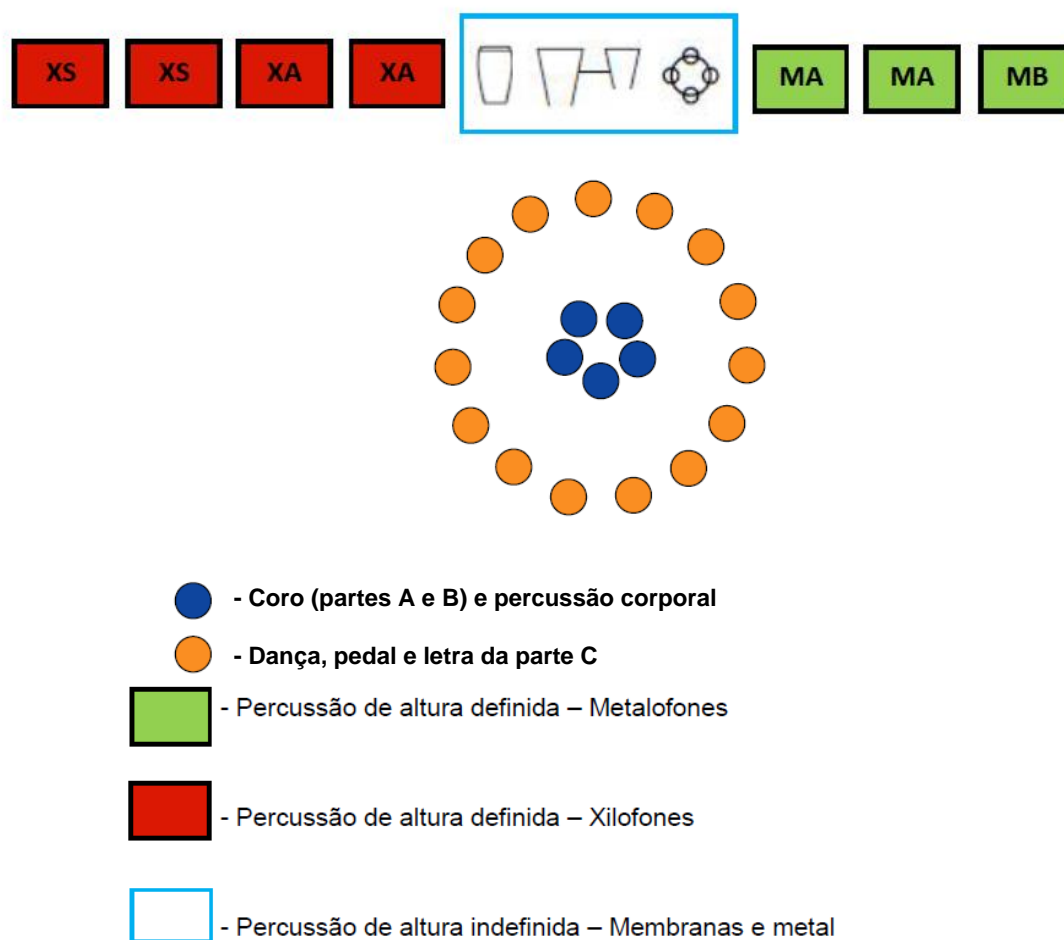 XS XS XA XA MA MA MB
- Coro (partes A e B) e percussão corporal
- Dança, pedal e letra da parte C
- Percussão de altura definida – Metalofones
- Percussão de altura definida – Xilofones
- Percussão de altura indefinida – Membranas e metal